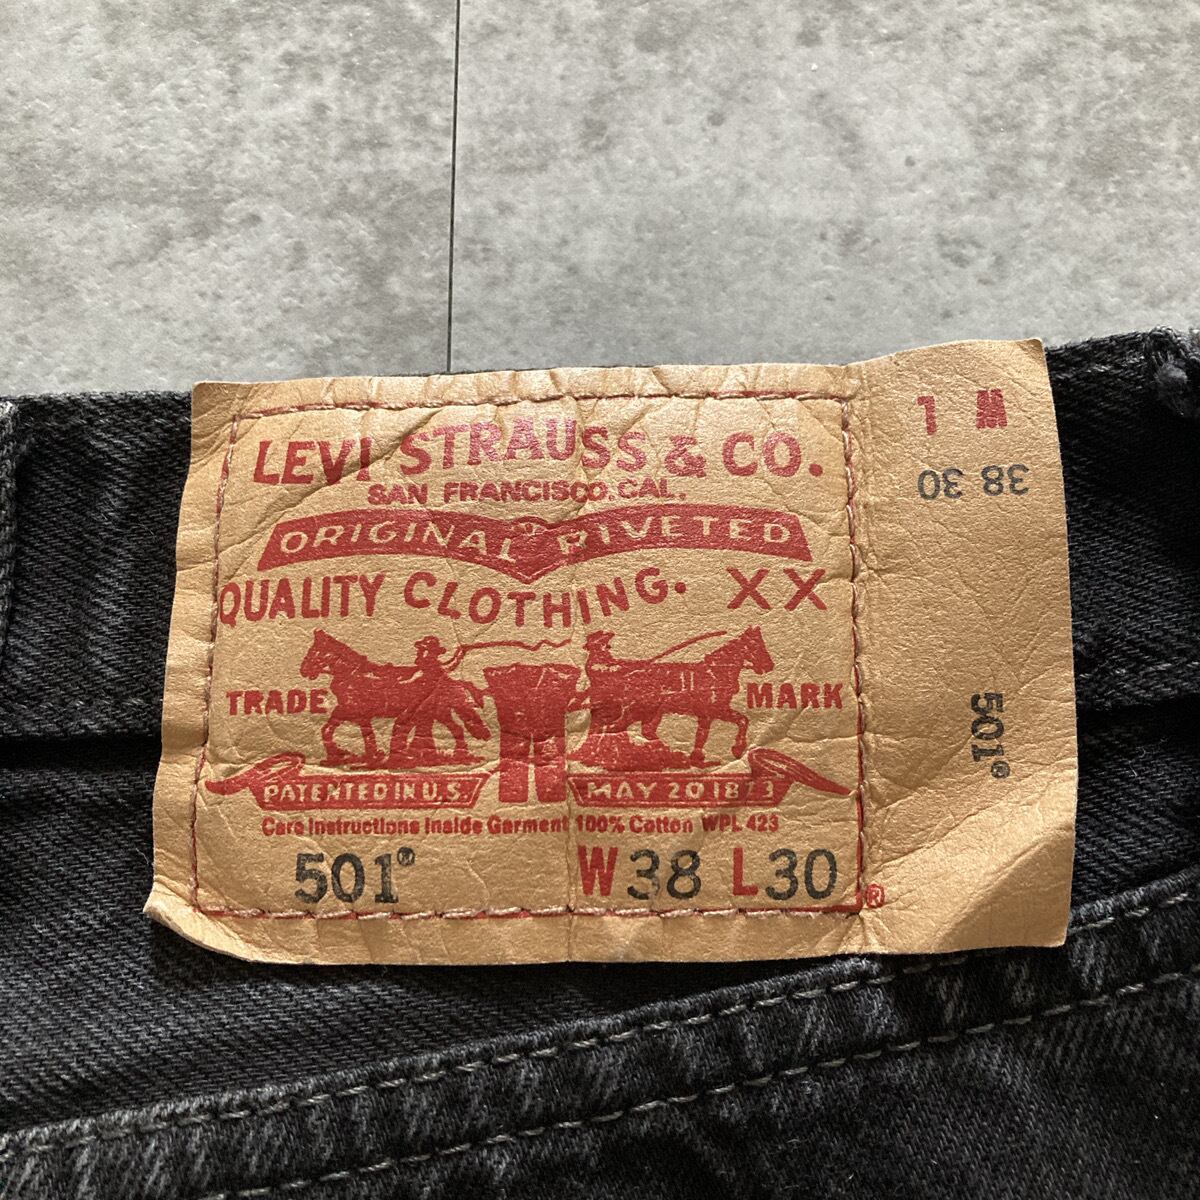 LEVI STRAUSS & CO.
SAN FRANCISCO, CAL.
ORIGINAL RIVETED
QUALITY CLOTHING. XX
TRADE MARK
PATENTED IN U.S. MAY 20 1873
Care Instructions Inside Garment 100% Cotton WPL 423
501® W38 L30 ®
1 M
38 30
501®